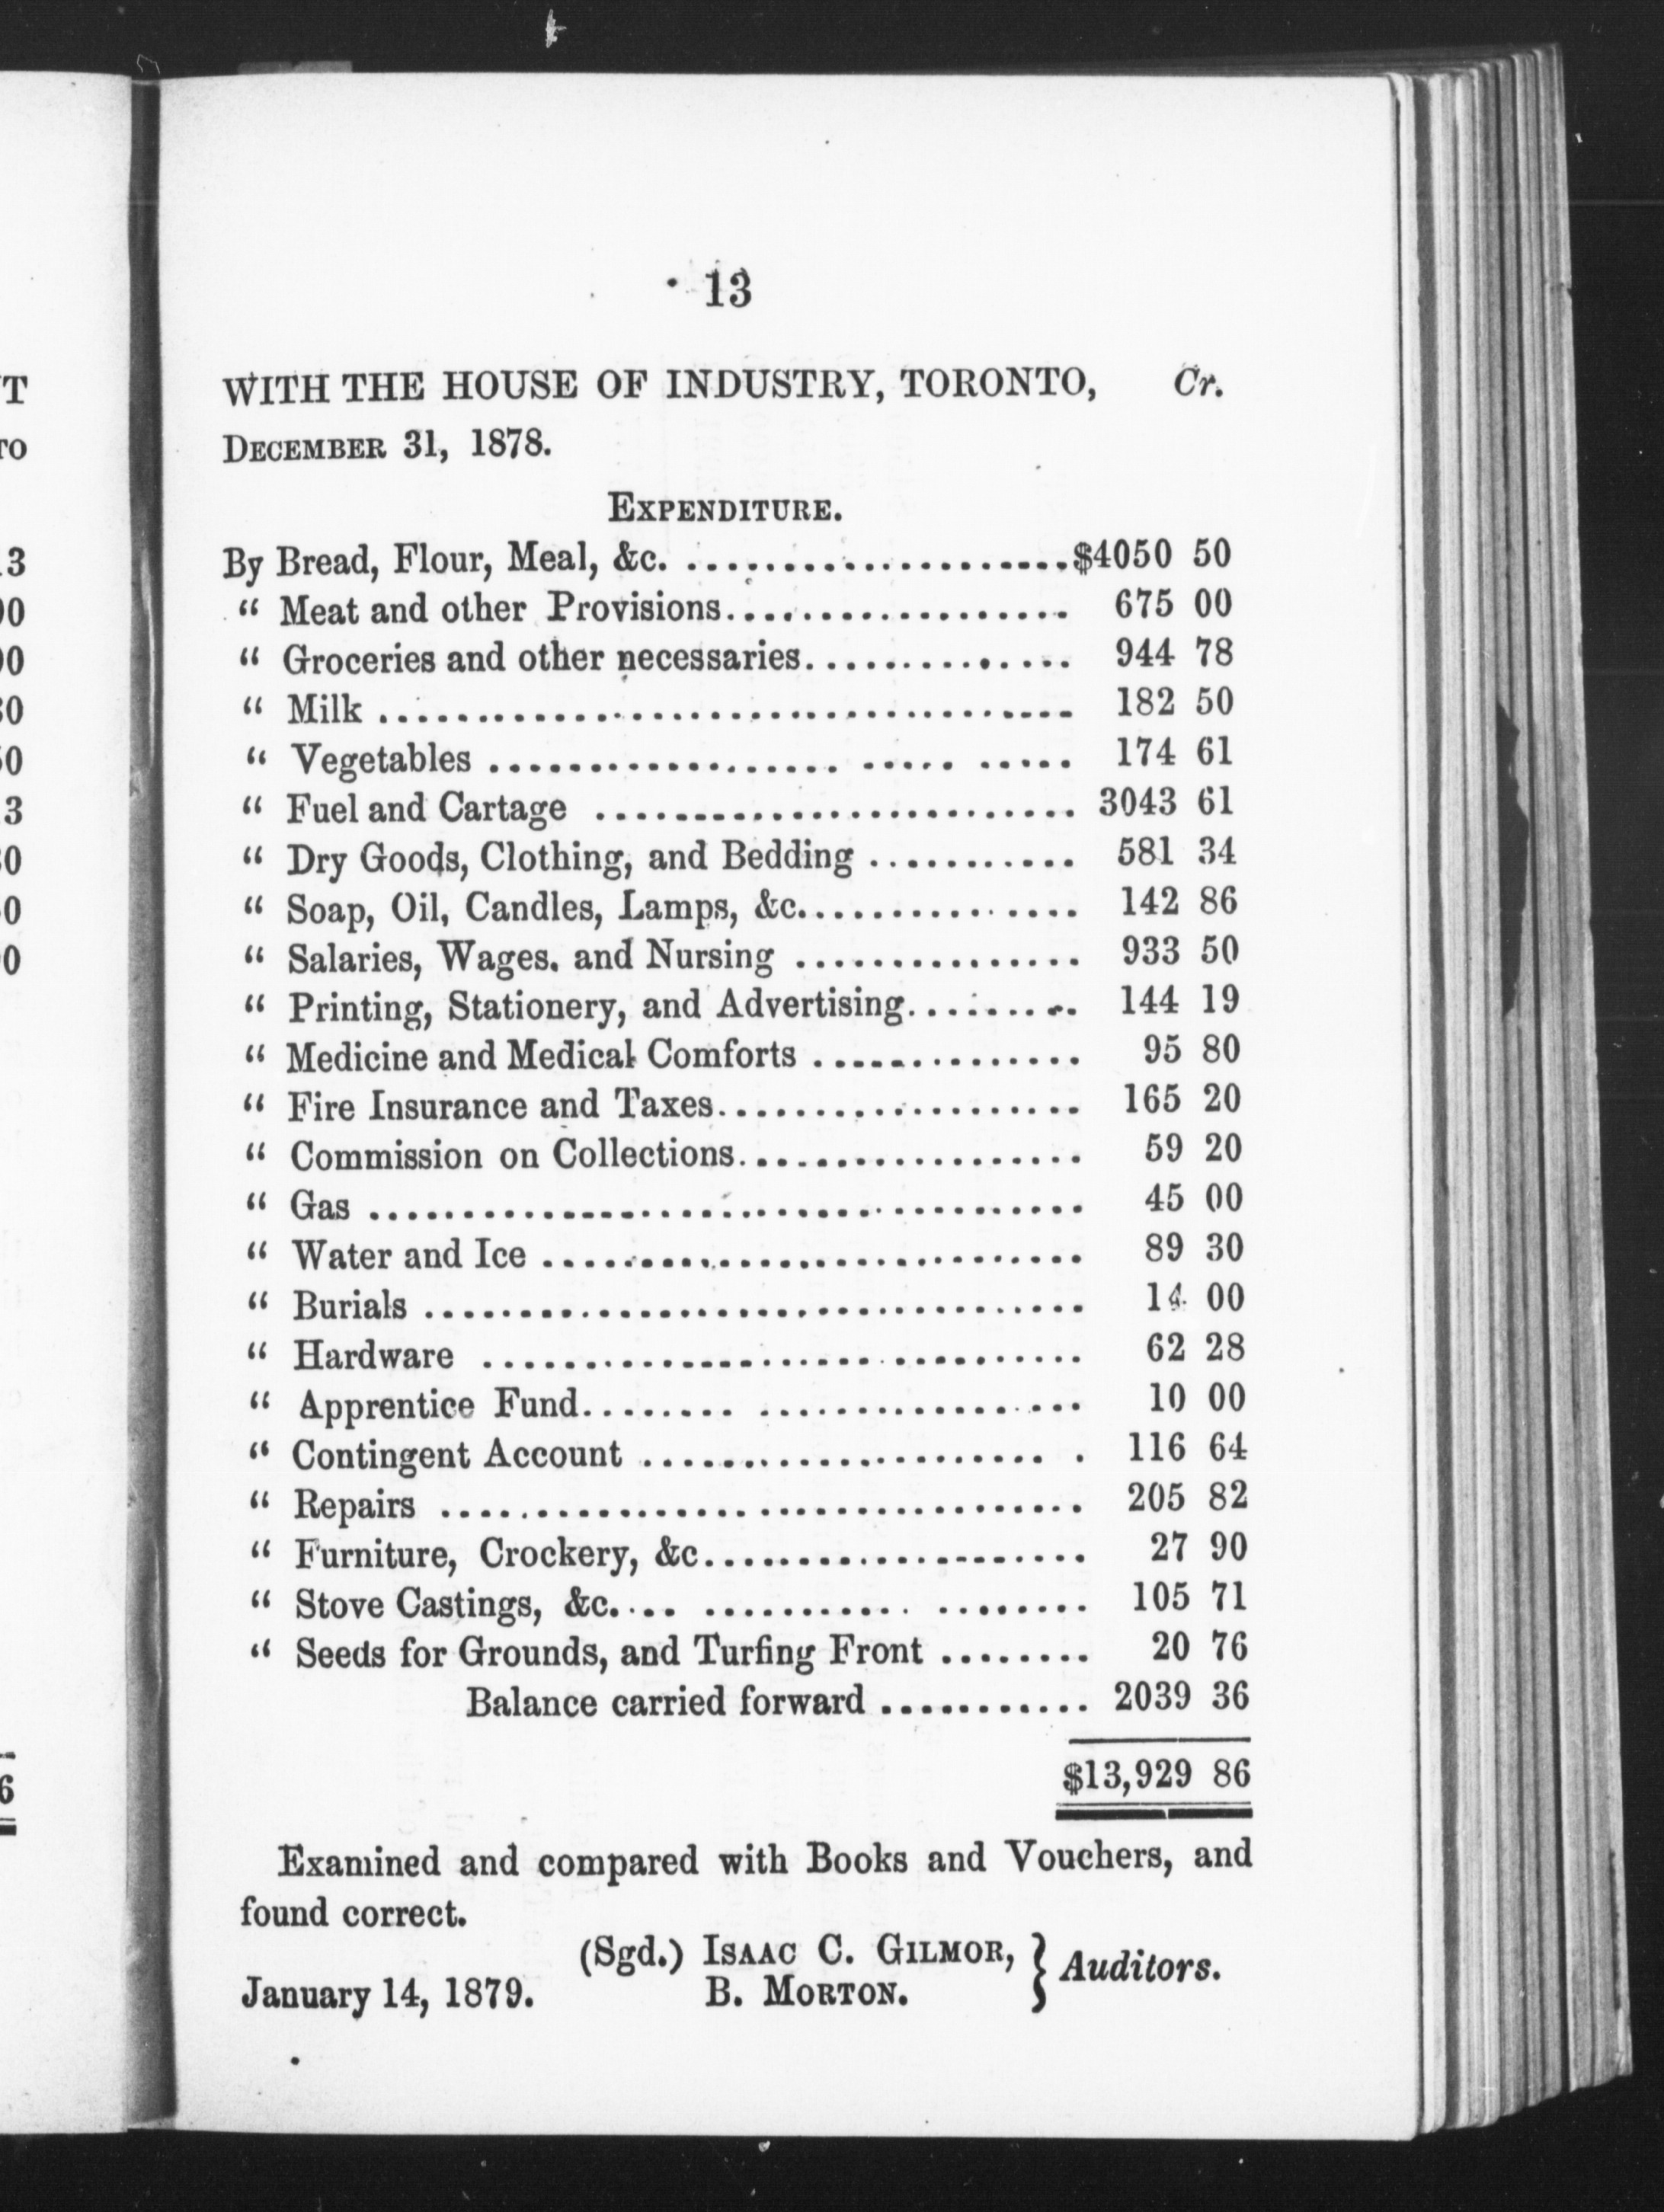 13
WITH THE HOUSE OF INDUSTRY, TORONTO, Cr.
DECEMBER 31, 1878.
EXPENDITURE.
By Bread, Flour, Meal, &c. ....................$4050 50
“ Meat and other Provisions.................. 675 00
“ Groceries and other necessaries.............. 944 78
“ Milk .................................... 182 50
“ Vegetables .................. ..... ..... 174 61
“ Fuel and Cartage ......................... 3043 61
“ Dry Goods, Clothing, and Bedding ........... 581 34
“ Soap, Oil, Candles, Lamps, &c............... 142 86
“ Salaries, Wages. and Nursing ............... 933 50
“ Printing, Stationery, and Advertising......... 144 19
“ Medicine and Medical Comforts .............. 95 80
“ Fire Insurance and Taxes................... 165 20
“ Commission on Collections.................. 59 20
“ Gas ..................................... 45 00
“ Water and Ice ............................ 89 30
“ Burials .................................. 14 00
“ Hardware ............................... 62 28
“ Apprentice Fund........ ................. 10 00
“ Contingent Account ..................... . 116 64
“ Repairs ................................. 205 82
“ Furniture, Crockery, &c.................... 27 90
“ Stove Castings, &c.... ........... ........ 105 71
“ Seeds for Grounds, and Turfing Front ........ 20 76
Balance carried forward ........... 2039 36
$13,929 86
Examined and compared with Books and Vouchers, and
found correct.
(Sgd.) ISAAC C. GILMOR, } Auditors.
January 14, 1879. B. MORTON.